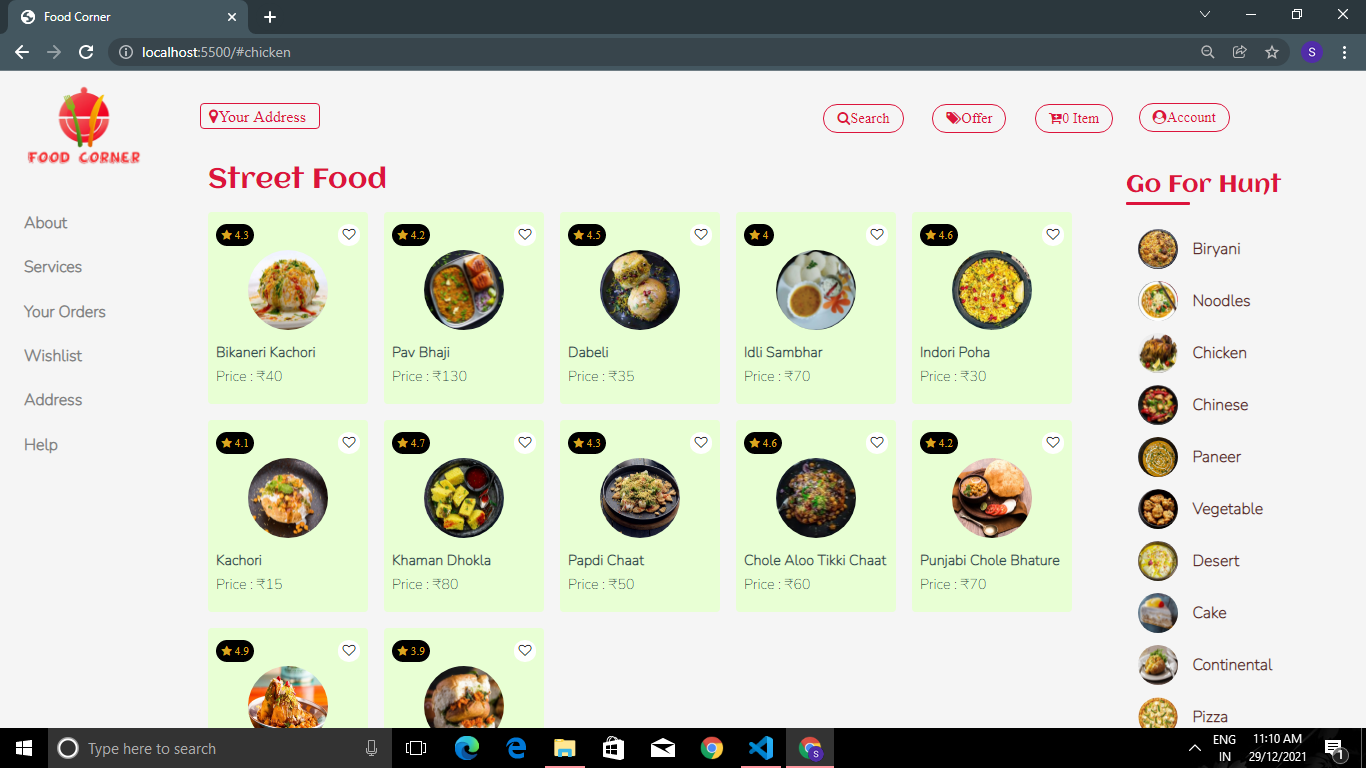 Food Corner
localhost:5500/#chicken
S
FOOD CORNER
Your Address
Search
Offer
0 Item
Account
About
Services
Your Orders
Wishlist
Address
Help
Street Food
4.3
4.2
4.5
4
4.6
Bikaneri Kachori
Pav Bhaji
Dabeli
Idli Sambhar
Indori Poha
Price : ₹40
Price : ₹130
Price : ₹35
Price : ₹70
Price : ₹30
4.1
4.7
4.3
4.6
4.2
Kachori
Khaman Dhokla
Papdi Chaat
Chole Aloo Tikki Chaat
Punjabi Chole Bhature
Price : ₹15
Price : ₹80
Price : ₹50
Price : ₹60
Price : ₹70
4.9
3.9
Go For Hunt
Biryani
Noodles
Chicken
Chinese
Paneer
Vegetable
Desert
Cake
Continental
Pizza
Type here to search
S
ENG
IN
11:10 AM
29/12/2021
1